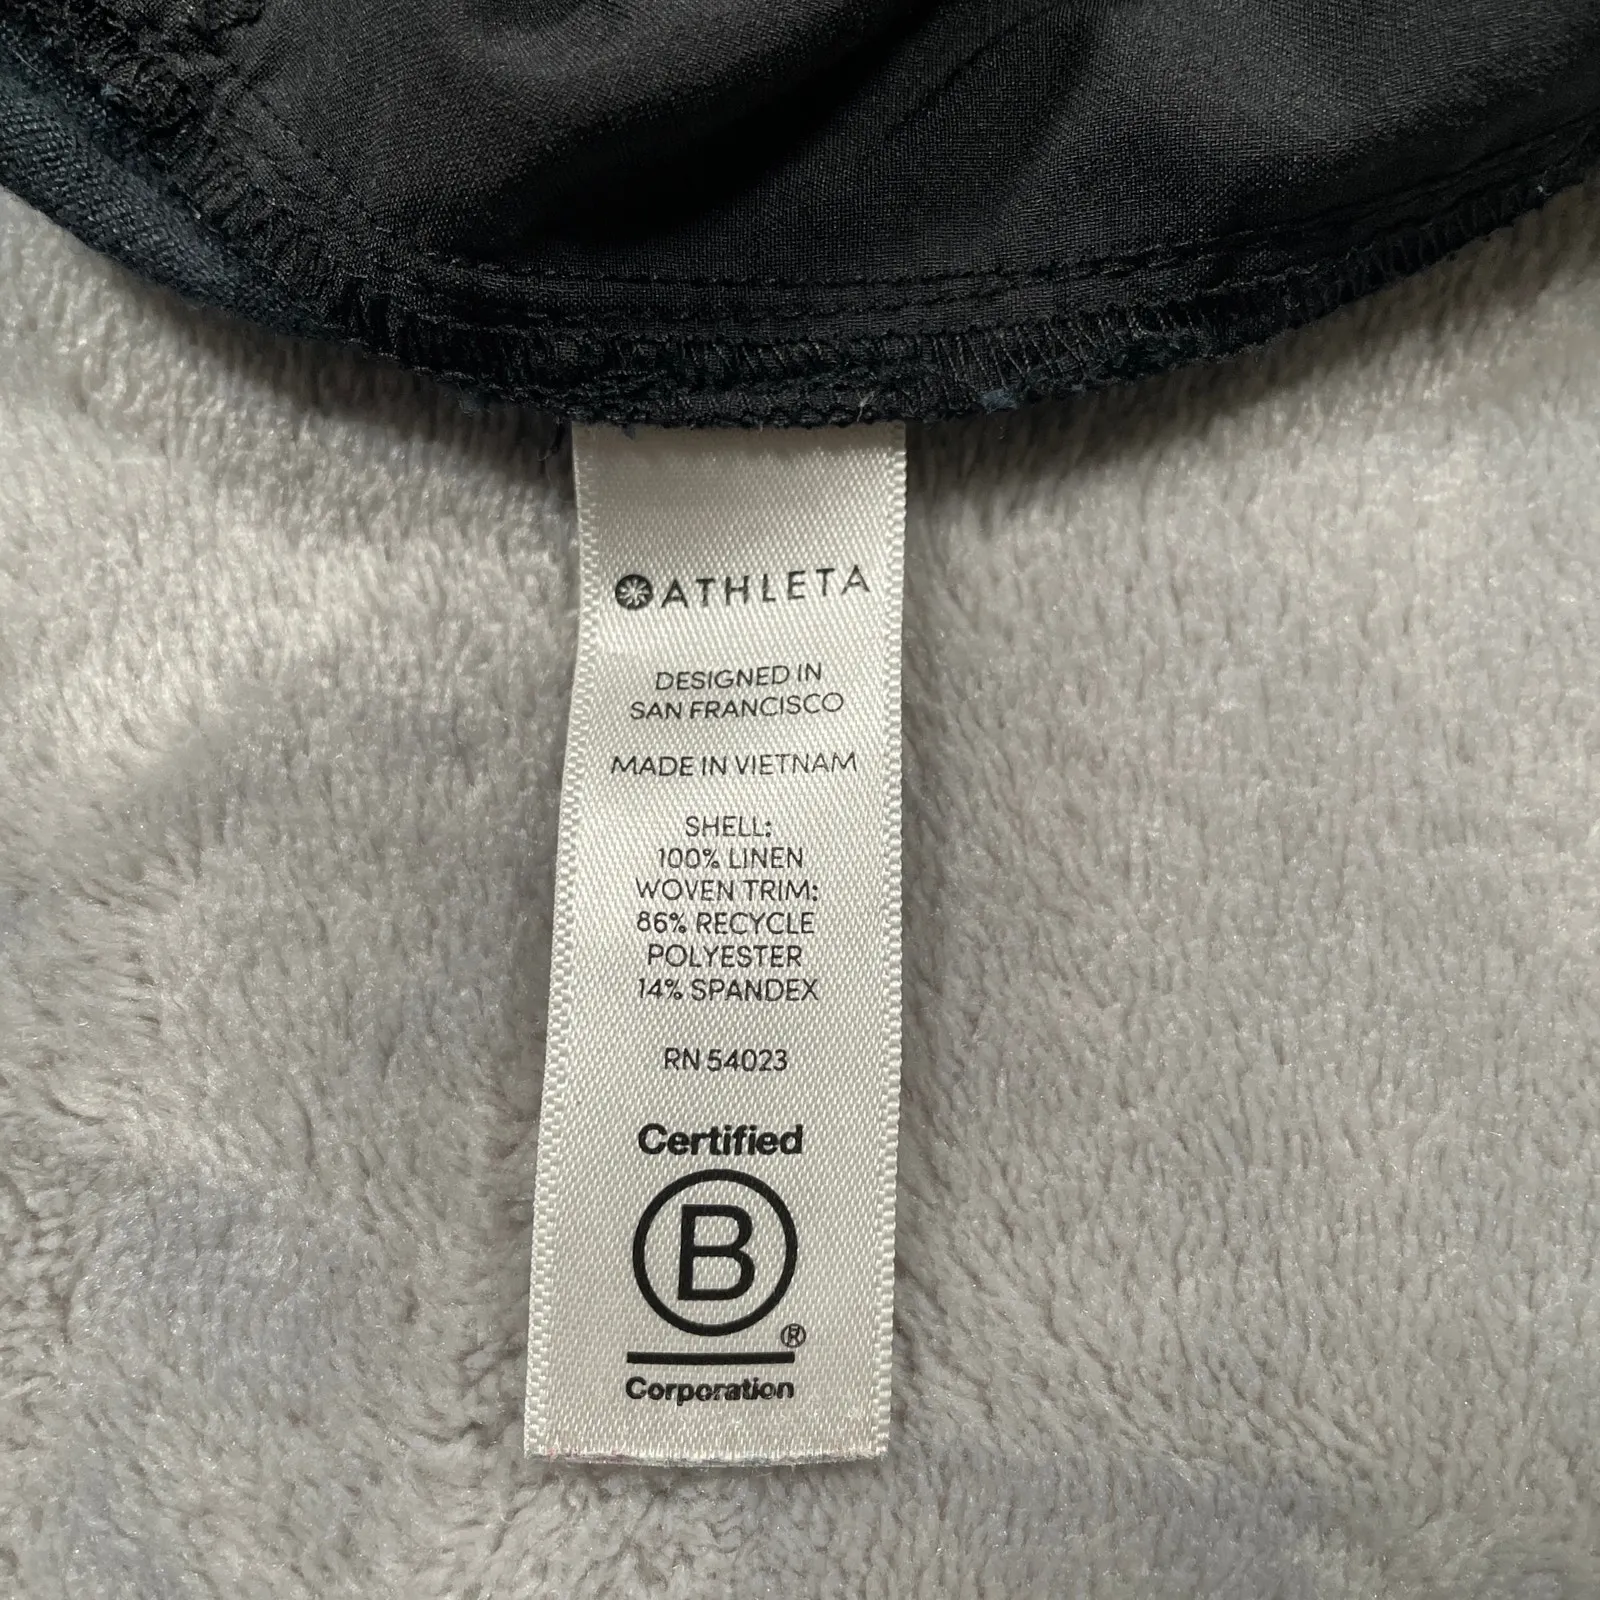 ATHLETA
DESIGNED IN
SAN FRANCISCO
MADE IN VIETNAM
SHELL:
100% LINEN
WOVEN TRIM:
86% RECYCLE
POLYESTER
14% SPANDEX
RN 54023
Certified
B
®
Corporation